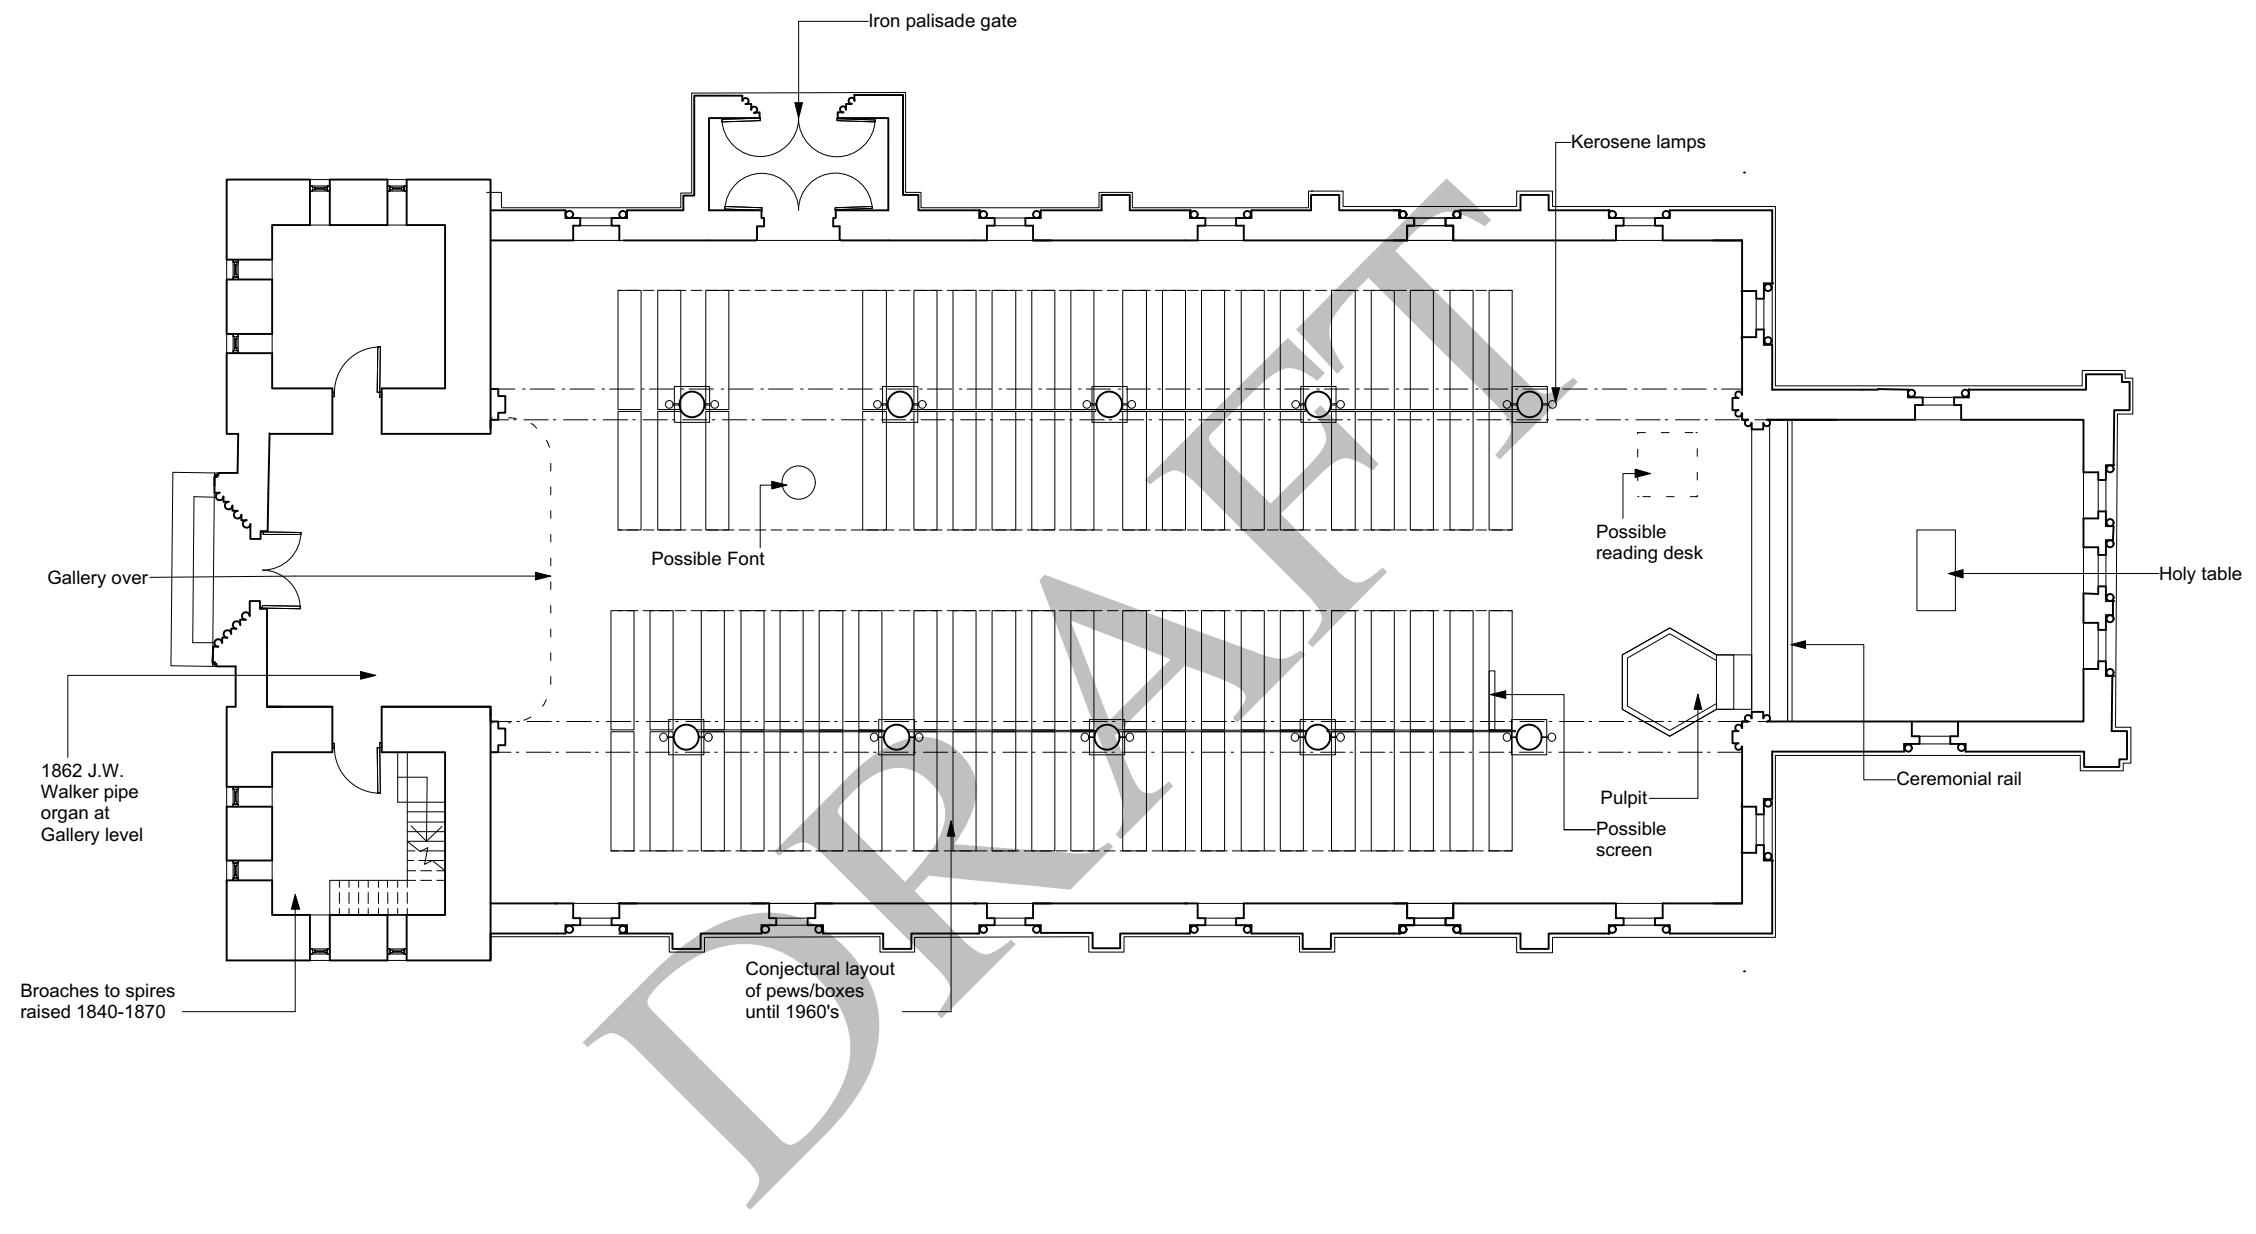 Iron palisade gate
Kerosene lamps
Possible
reading desk
Possible Font
Gallery over
Holy table
1862 J.W.
Walker pipe
organ at
Gallery level
Ceremonial rail
Pulpit
Possible
screen
Conjectural layout
of pews/boxes
until 1960's
Broaches to spires
raised 1840-1870
DRAFT